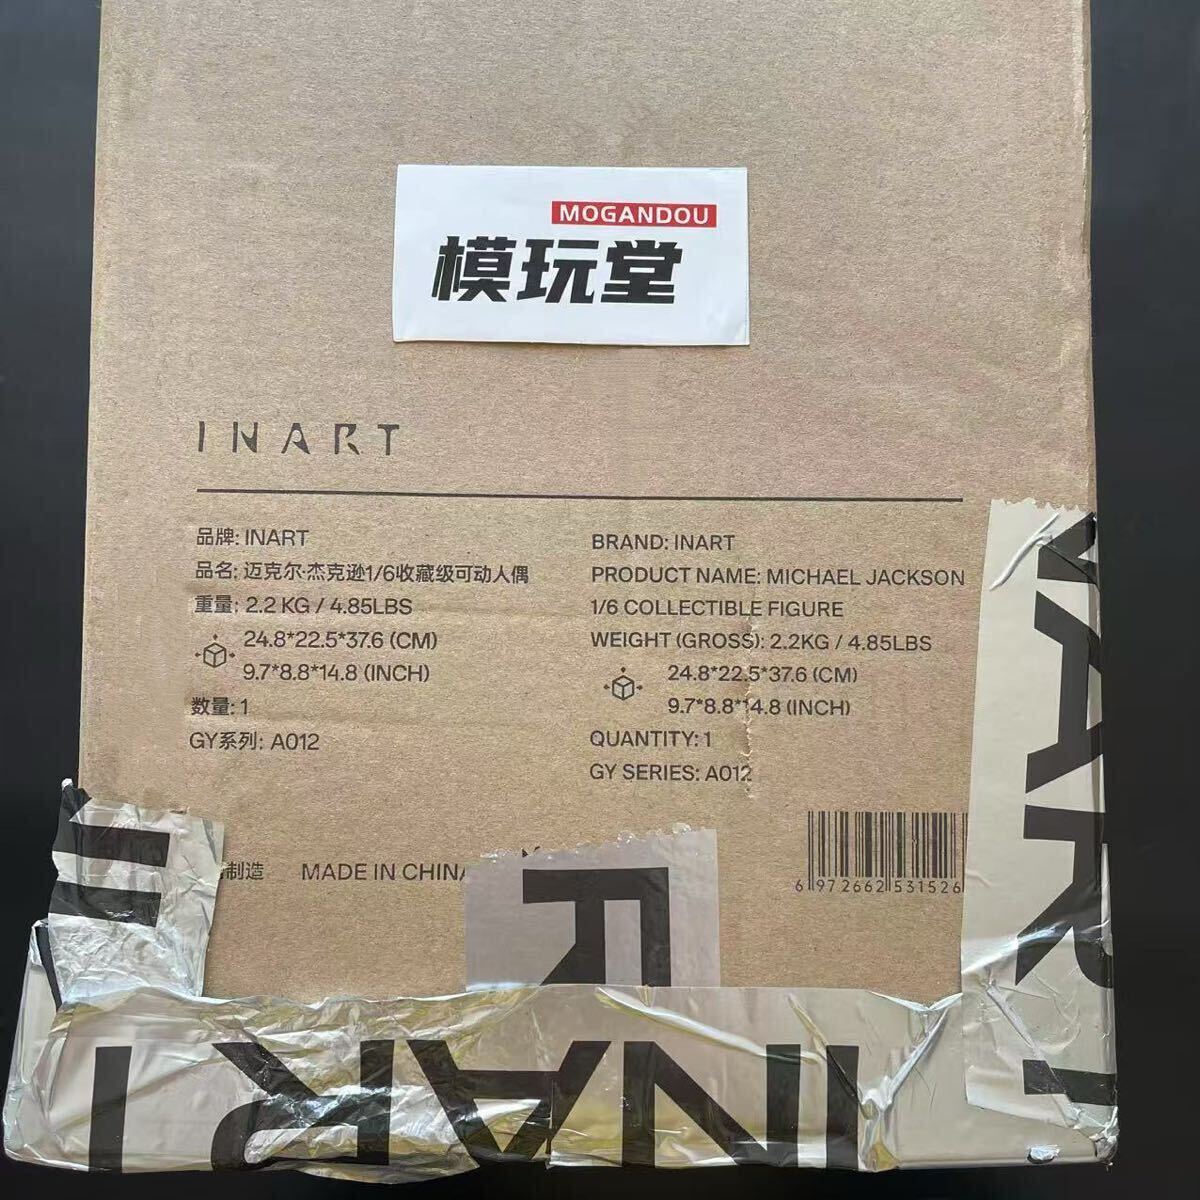 MOGANDOU
模玩堂
INART
品牌: INART
品名: 迈克尔·杰克逊1/6收藏级可动人偶
重量: 2.2 KG / 4.85LBS
24.8*22.5*37.6 (CM)
9.7*8.8*14.8 (INCH)
数量: 1
GY系列: A012
BRAND: INART
PRODUCT NAME: MICHAEL JACKSON
1/6 COLLECTIBLE FIGURE
WEIGHT (GROSS): 2.2KG / 4.85LBS
24.8*22.5*37.6 (CM)
9.7*8.8*14.8 (INCH)
QUANTITY: 1
GY SERIES: A012
制造 MADE IN CHINA
6 972662 531526
INART
INART